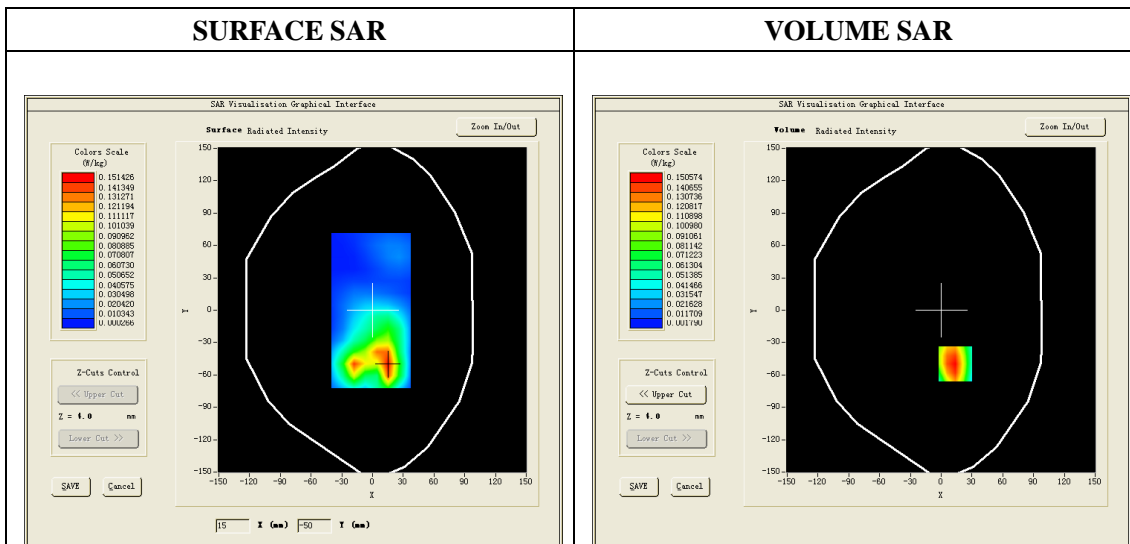 SURFACE SAR
VOLUME SAR
SAR Visualisation Graphical Interface
Surface Radiated Intensity
Zoom In/Out
Colors Scale
(W/kg)
0.151426
0.141349
0.131271
0.121194
0.111117
0.101039
0.090962
0.080885
0.070807
0.060730
0.050652
0.040575
0.030498
0.020420
0.010343
0.000266
150
120
90
60
30
0
-30
-60
-90
-120
-150
Y
-150 -120 -90 -60 -30 0 30 60 90 120 150
X
Z-Cuts Control
<< Upper Cut
Z = 4.0 mm
Lower Cut >>
SAVE Cancel
15 X (mm) -50 Y (mm)
SAR Visualisation Graphical Interface
Volume Radiated Intensity
Zoom In/Out
Colors Scale
(W/kg)
0.150574
0.140655
0.130736
0.120817
0.110898
0.100980
0.091061
0.081142
0.071223
0.061304
0.051385
0.041466
0.031547
0.021628
0.011709
0.001790
150
120
90
60
30
0
-30
-60
-90
-120
-150
Y
-150 -120 -90 -60 -30 0 30 60 90 120 150
X
Z-Cuts Control
<< Upper Cut
Z = 4.0 mm
Lower Cut >>
SAVE Cancel